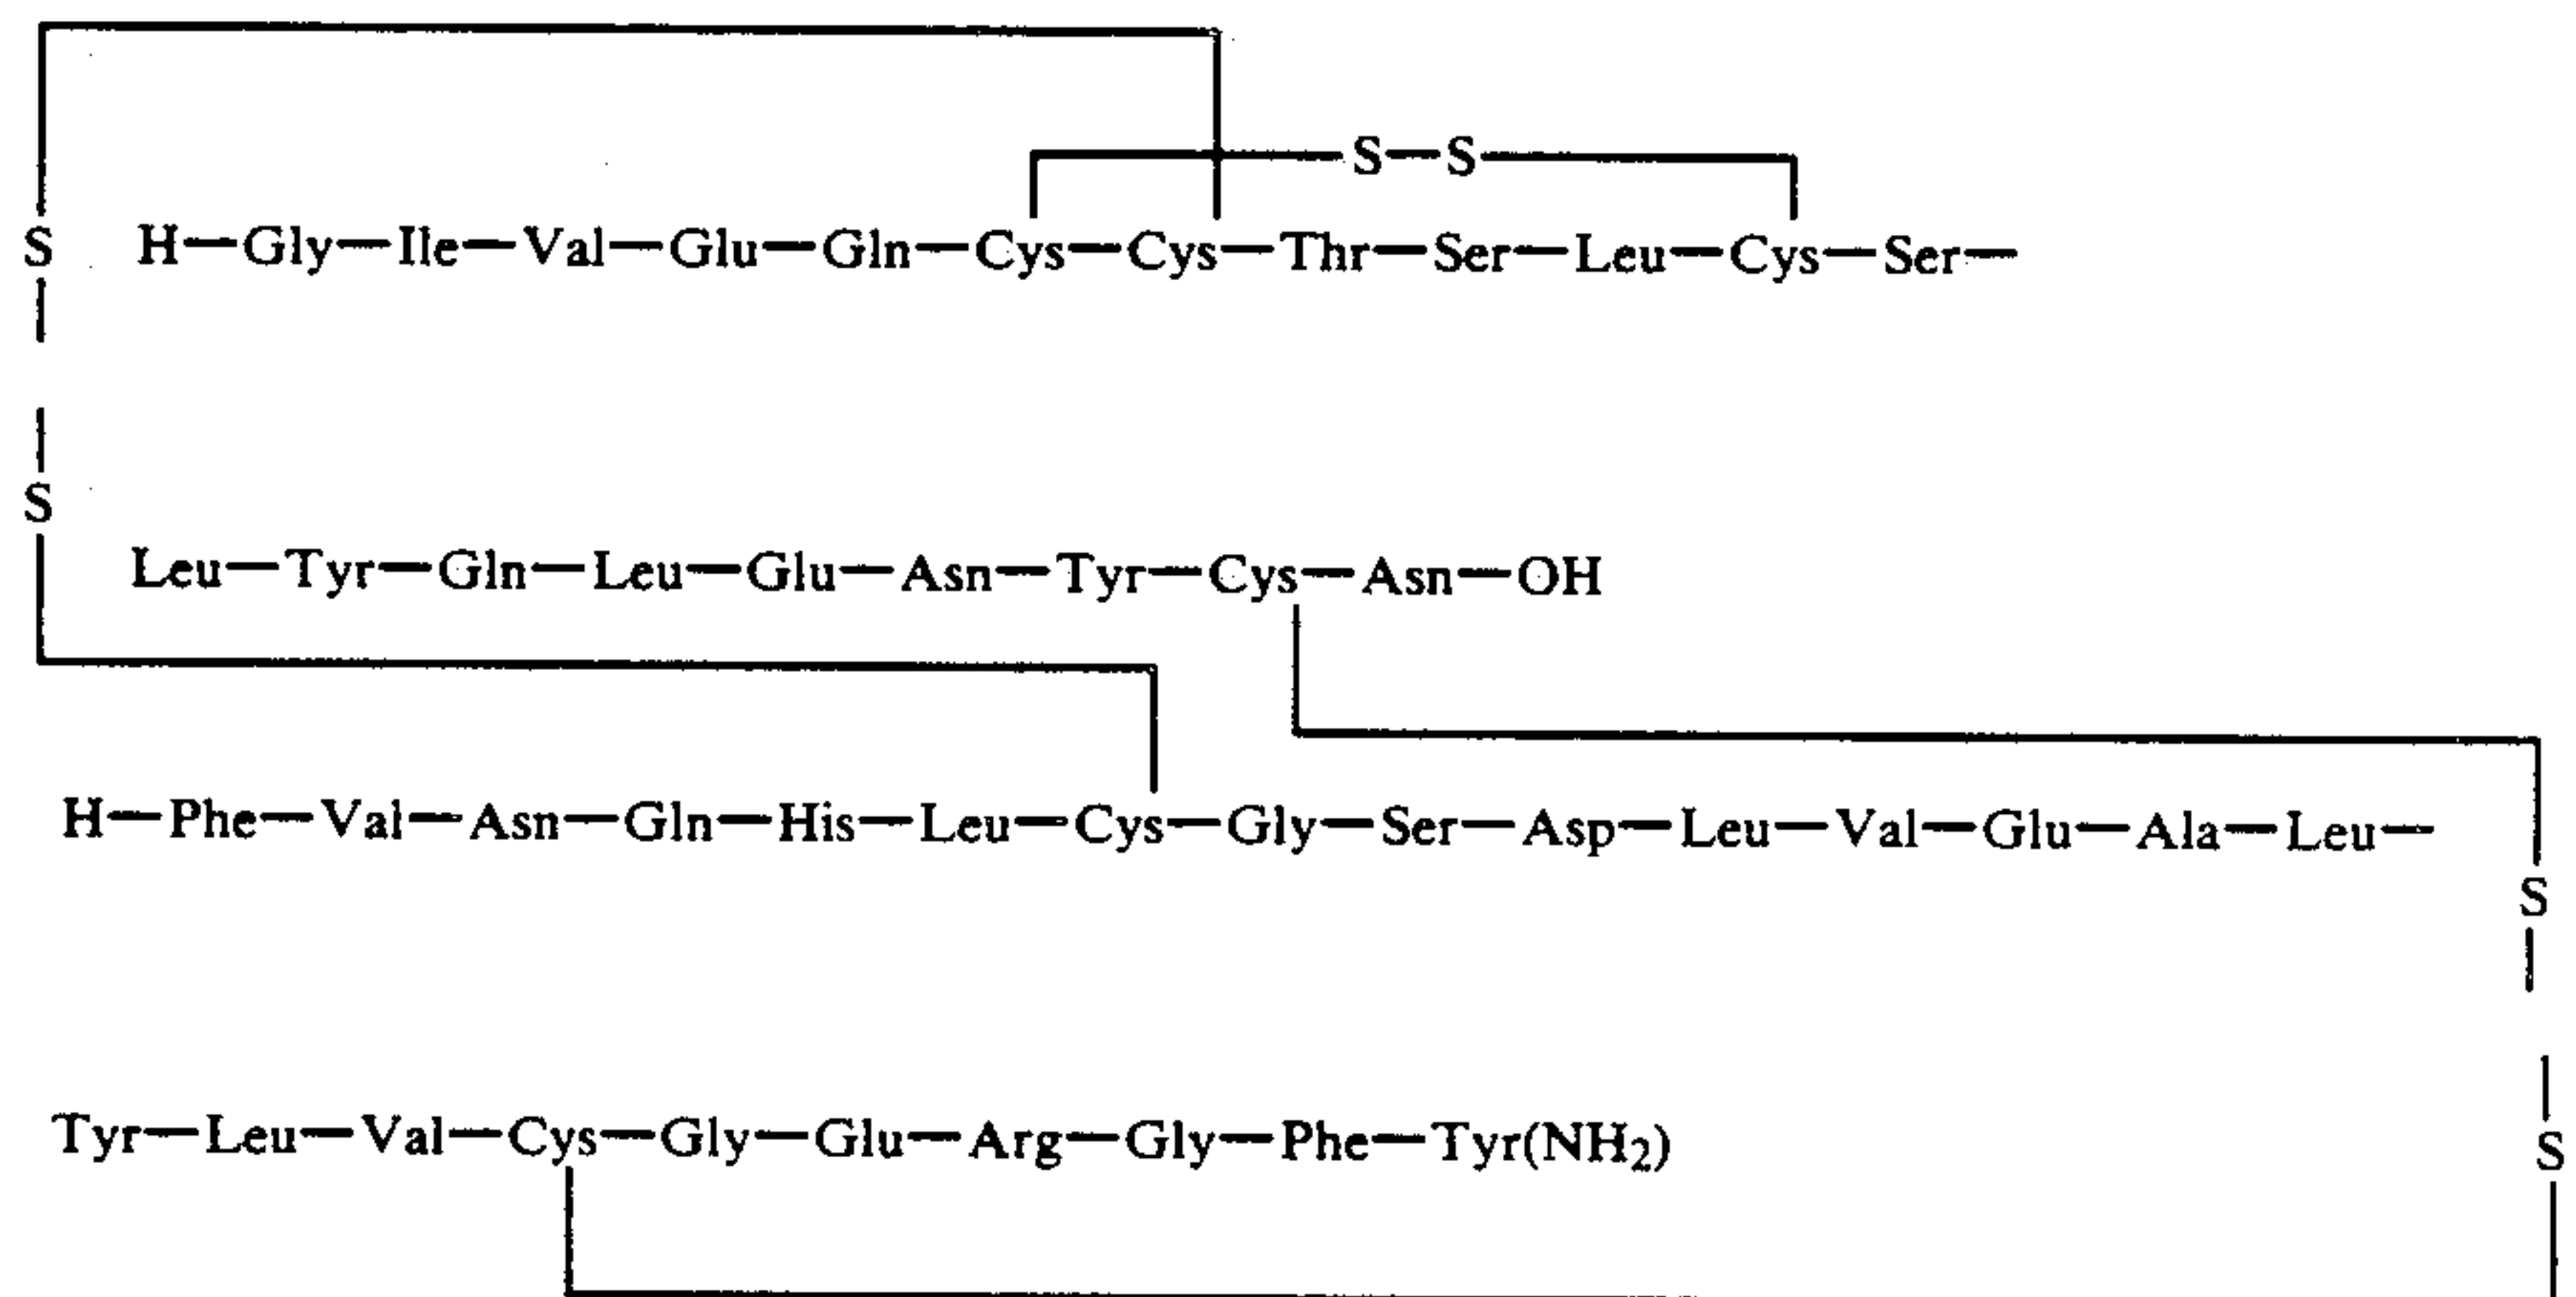 S—S
S H—Gly—Ile—Val—Glu—Gln—Cys—Cys—Thr—Ser—Leu—Cys—Ser—
S
Leu—Tyr—Gln—Leu—Glu—Asn—Tyr—Cys—Asn—OH
H—Phe—Val—Asn—Gln—His—Leu—Cys—Gly—Ser—Asp—Leu—Val—Glu—Ala—Leu—
S
Tyr—Leu—Val—Cys—Gly—Glu—Arg—Gly—Phe—Tyr(NH₂)
S